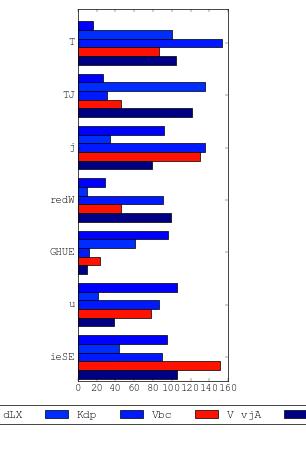 T
TJ
j
redW
GHUE
u
ieSE
0 20 40 60 80 100 120 140 160
dLX Kdp Vbc V vjA